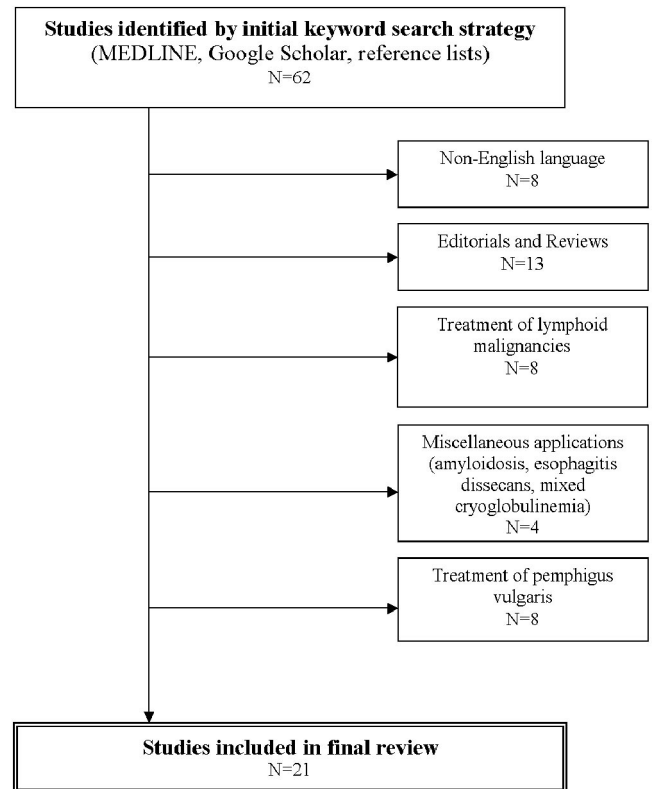 Studies identified by initial keyword search strategy
(MEDLINE, Google Scholar, reference lists)
N=62
Non-English language
N=8
Editorials and Reviews
N=13
Treatment of lymphoid
malignancies
N=8
Miscellaneous applications
(amyloidosis, esophagitis
dissecans, mixed
cryoglobulinemia)
N=4
Treatment of pemphigus
vulgaris
N=8
Studies included in final review
N=21